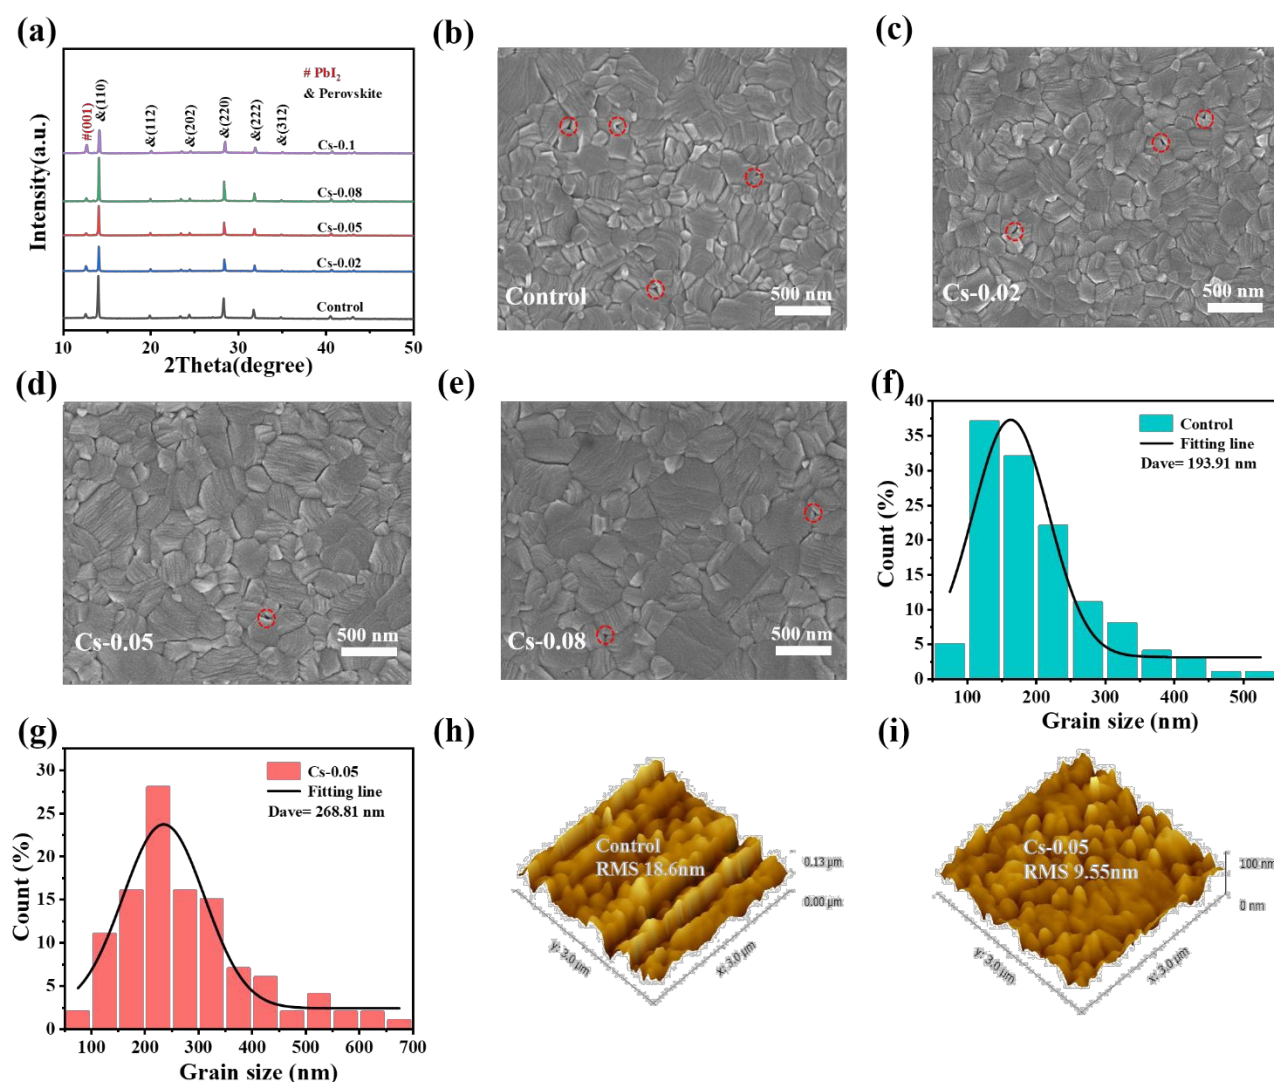 (a)
# PbI₂
& Perovskite
#(001)
&(110)
&(112)
&(202)
&(220)
&(222)
&(312)
Cs-0.1
Cs-0.08
Cs-0.05
Cs-0.02
Control
Intensity(a.u.)
10 20 30 40 50
2Theta(degree)
(b)
Control
500 nm
(c)
Cs-0.02
500 nm
(d)
Cs-0.05
500 nm
(e)
Cs-0.08
500 nm
(f)
Control
Fitting line
Dave= 193.91 nm
Count (%)
40
35
30
25
20
15
10
5
0
100 200 300 400 500
Grain size (nm)
(g)
Cs-0.05
Fitting line
Dave= 268.81 nm
Count (%)
30
25
20
15
10
5
0
100 200 300 400 500 600 700
Grain size (nm)
(h)
Control
RMS 18.6nm
0.13 µm
0.00 µm
y: 3.0 µm
x: 3.0 µm
(i)
Cs-0.05
RMS 9.55nm
100 nm
0 nm
y: 3.0 µm
x: 3.0 µm